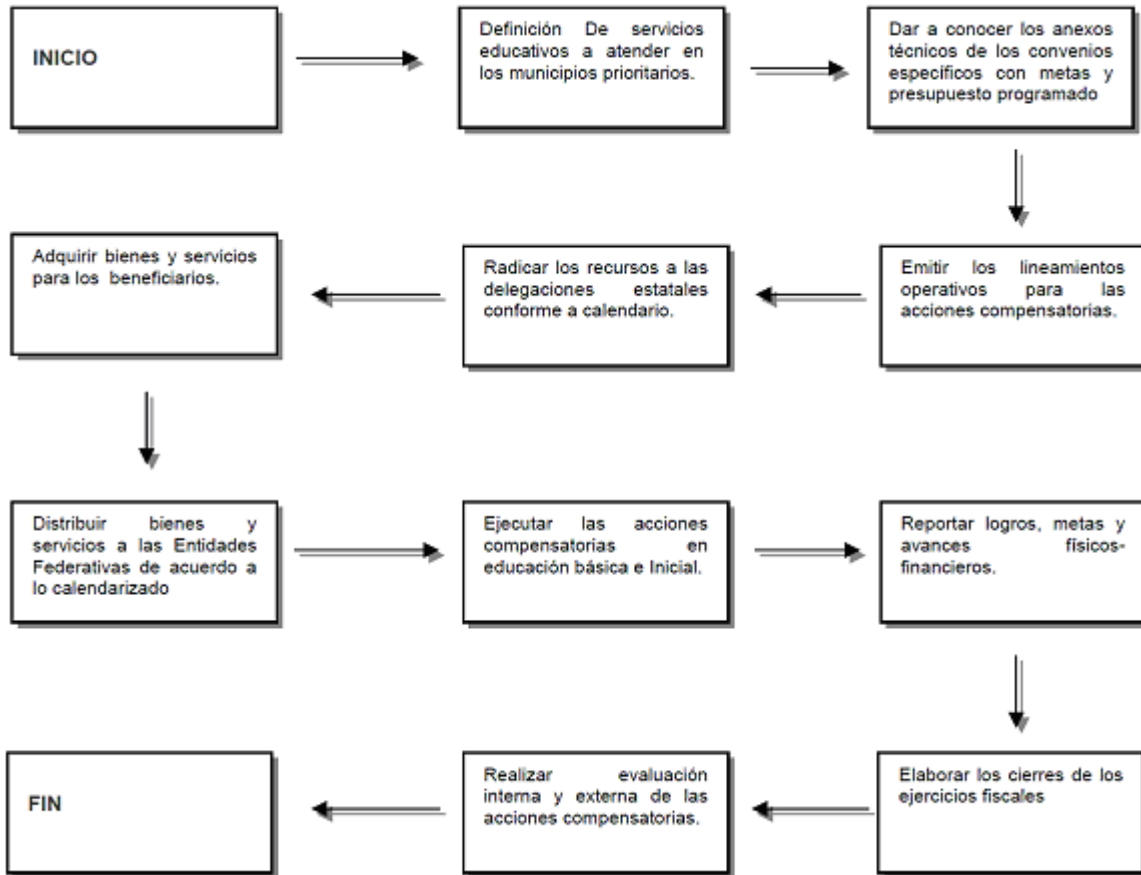 INICIO
Definición De servicios
educativos a atender en
los municipios prioritarios.
Dar a conocer los anexos
técnicos de los convenios
específicos con metas y
presupuesto programado
Emitir los lineamientos
operativos para las
acciones compensatorias.
Radicar los recursos a las
delegaciones estatales
conforme a calendario.
Adquirir bienes y servicios
para los beneficiarios.
Distribuir bienes y
servicios a las Entidades
Federativas de acuerdo a
lo calendarizado
Ejecutar las acciones
compensatorias en
educación básica e Inicial.
Reportar logros, metas y
avances físicos-
financieros.
Elaborar los cierres de los
ejercicios fiscales
Realizar evaluación
interna y externa de las
acciones compensatorias.
FIN